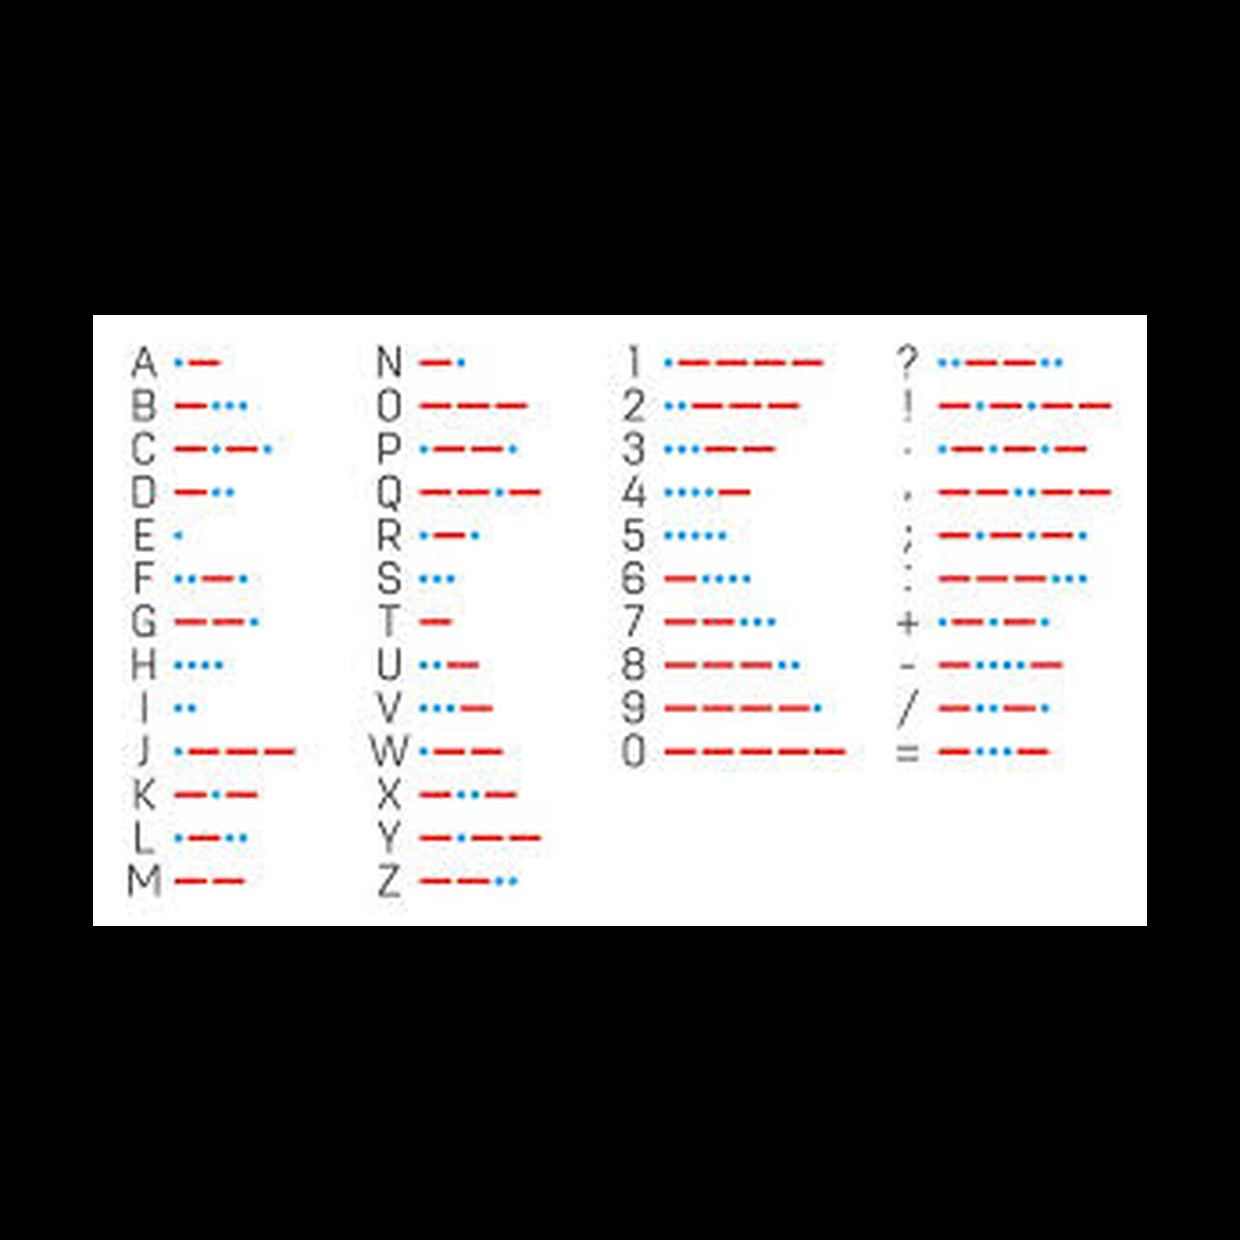 A ·—
B —···
C —·—·
D —··
E ·
F ··—·
G ——·
H ····
I ··
J ·———
K —·—
L ·—··
M ——
N —·
O ———
P ·——·
Q ——·—
R ·—·
S ···
T —
U ··—
V ···—
W ·——
X —··—
Y —·——
Z ——··
1 ·————
2 ··———
3 ···——
4 ····—
5 ·····
6 —····
7 ——···
8 ———··
9 ————·
0 —————
? ··——··
! —·—·——
. ·—·—·—
, ——··——
; —·—·—·
: ———···
+ ·—·—·
- —····—
/ —··—·
= —···—